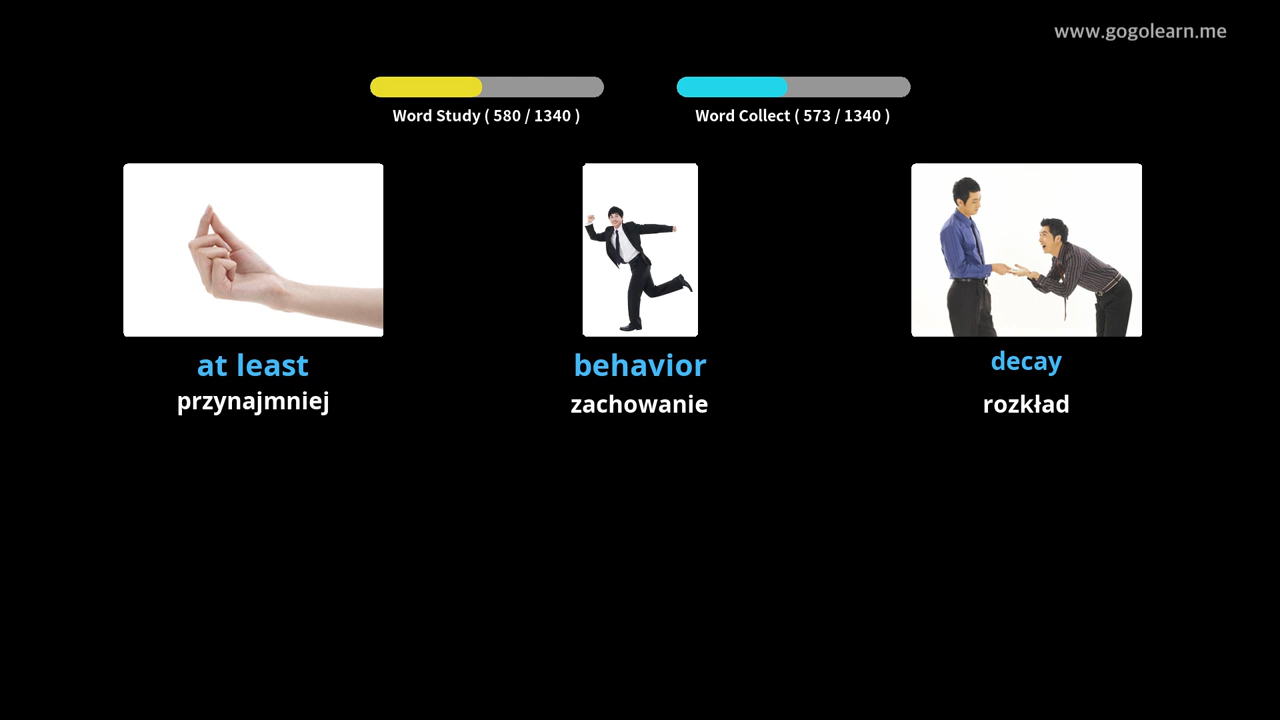 www.gogolearn.me
Word Study ( 580 / 1340 )
Word Collect ( 573 / 1340 )
at least
przynajmniej
behavior
zachowanie
decay
rozkład